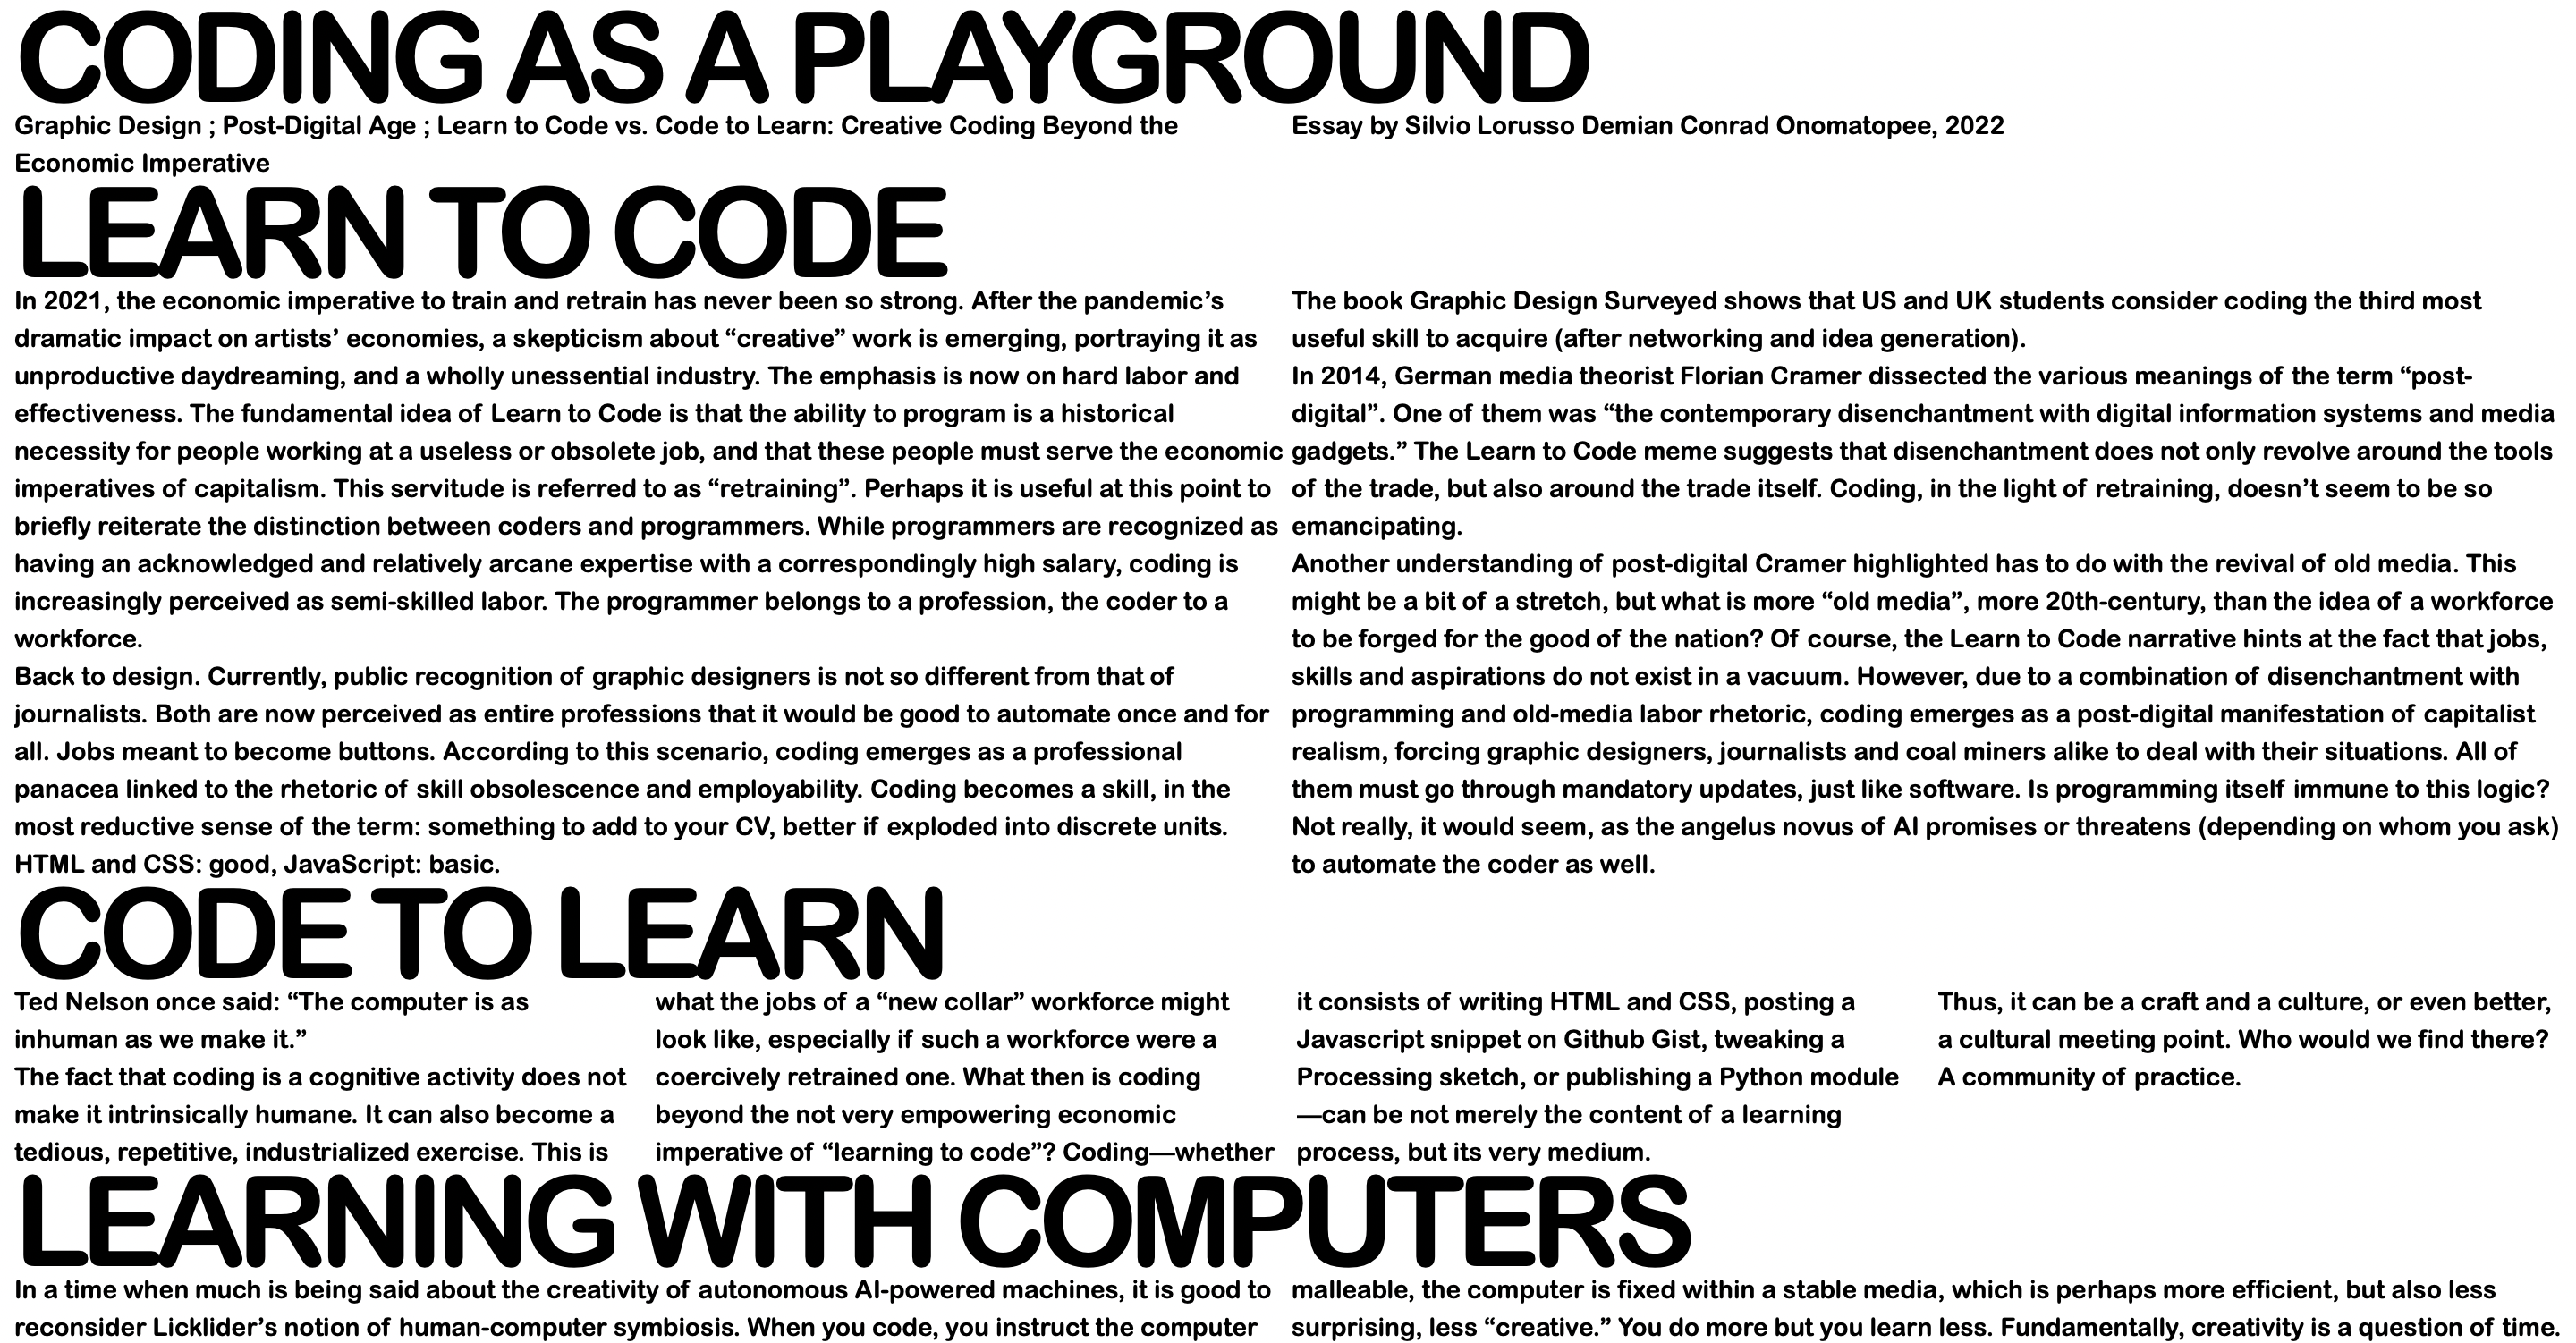 CODING AS A PLAYGROUND
Graphic Design ; Post-Digital Age ; Learn to Code vs. Code to Learn: Creative Coding Beyond the
Economic Imperative
Essay by Silvio Lorusso Demian Conrad Onomatopee, 2022
LEARN TO CODE
In 2021, the economic imperative to train and retrain has never been so strong. After the pandemic’s
dramatic impact on artists’ economies, a skepticism about “creative” work is emerging, portraying it as
unproductive daydreaming, and a wholly unessential industry. The emphasis is now on hard labor and
effectiveness. The fundamental idea of Learn to Code is that the ability to program is a historical
necessity for people working at a useless or obsolete job, and that these people must serve the economic
imperatives of capitalism. This servitude is referred to as “retraining”. Perhaps it is useful at this point to
briefly reiterate the distinction between coders and programmers. While programmers are recognized as
having an acknowledged and relatively arcane expertise with a correspondingly high salary, coding is
increasingly perceived as semi-skilled labor. The programmer belongs to a profession, the coder to a
workforce.
Back to design. Currently, public recognition of graphic designers is not so different from that of
journalists. Both are now perceived as entire professions that it would be good to automate once and for
all. Jobs meant to become buttons. According to this scenario, coding emerges as a professional
panacea linked to the rhetoric of skill obsolescence and employability. Coding becomes a skill, in the
most reductive sense of the term: something to add to your CV, better if exploded into discrete units.
HTML and CSS: good, JavaScript: basic.
The book Graphic Design Surveyed shows that US and UK students consider coding the third most
useful skill to acquire (after networking and idea generation).
In 2014, German media theorist Florian Cramer dissected the various meanings of the term “post-
digital”. One of them was “the contemporary disenchantment with digital information systems and media
gadgets.” The Learn to Code meme suggests that disenchantment does not only revolve around the tools
of the trade, but also around the trade itself. Coding, in the light of retraining, doesn’t seem to be so
emancipating.
Another understanding of post-digital Cramer highlighted has to do with the revival of old media. This
might be a bit of a stretch, but what is more “old media”, more 20th-century, than the idea of a workforce
to be forged for the good of the nation? Of course, the Learn to Code narrative hints at the fact that jobs,
skills and aspirations do not exist in a vacuum. However, due to a combination of disenchantment with
programming and old-media labor rhetoric, coding emerges as a post-digital manifestation of capitalist
realism, forcing graphic designers, journalists and coal miners alike to deal with their situations. All of
them must go through mandatory updates, just like software. Is programming itself immune to this logic?
Not really, it would seem, as the angelus novus of AI promises or threatens (depending on whom you ask)
to automate the coder as well.
CODE TO LEARN
Ted Nelson once said: “The computer is as
inhuman as we make it.”
The fact that coding is a cognitive activity does not
make it intrinsically humane. It can also become a
tedious, repetitive, industrialized exercise. This is
what the jobs of a “new collar” workforce might
look like, especially if such a workforce were a
coercively retrained one. What then is coding
beyond the not very empowering economic
imperative of “learning to code”? Coding—whether
it consists of writing HTML and CSS, posting a
Javascript snippet on Github Gist, tweaking a
Processing sketch, or publishing a Python module
—can be not merely the content of a learning
process, but its very medium.
Thus, it can be a craft and a culture, or even better,
a cultural meeting point. Who would we find there?
A community of practice.
LEARNING WITH COMPUTERS
In a time when much is being said about the creativity of autonomous AI-powered machines, it is good to
reconsider Licklider’s notion of human-computer symbiosis. When you code, you instruct the computer
malleable, the computer is fixed within a stable media, which is perhaps more efficient, but also less
surprising, less “creative.” You do more but you learn less. Fundamentally, creativity is a question of time.